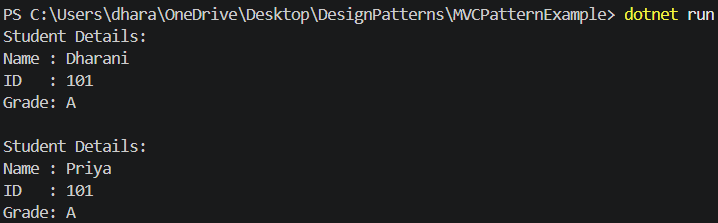 PS C:\Users\dhara\OneDrive\Desktop\DesignPatterns\MVCPatternExample> dotnet run
Student Details:
Name : Dharani
ID   : 101
Grade: A

Student Details:
Name : Priya
ID   : 101
Grade: A